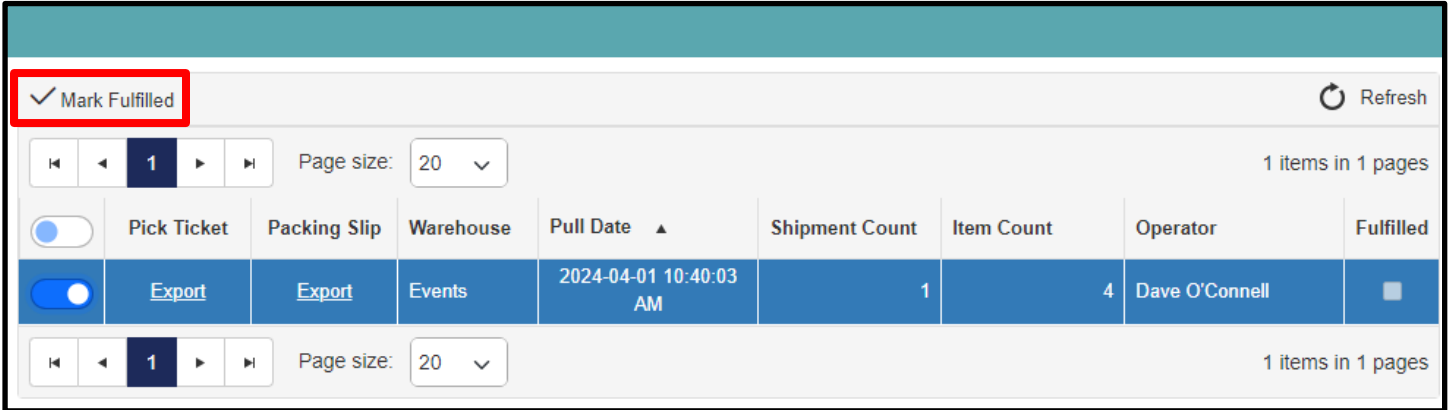 Mark Fulfilled Refresh
1 Page size: 20 1 items in 1 pages
Pick Ticket Packing Slip Warehouse Pull Date ▲ Shipment Count Item Count Operator Fulfilled
Export Export Events 2024-04-01 10:40:03 1 4 Dave O'Connell
AM
1 Page size: 20 1 items in 1 pages